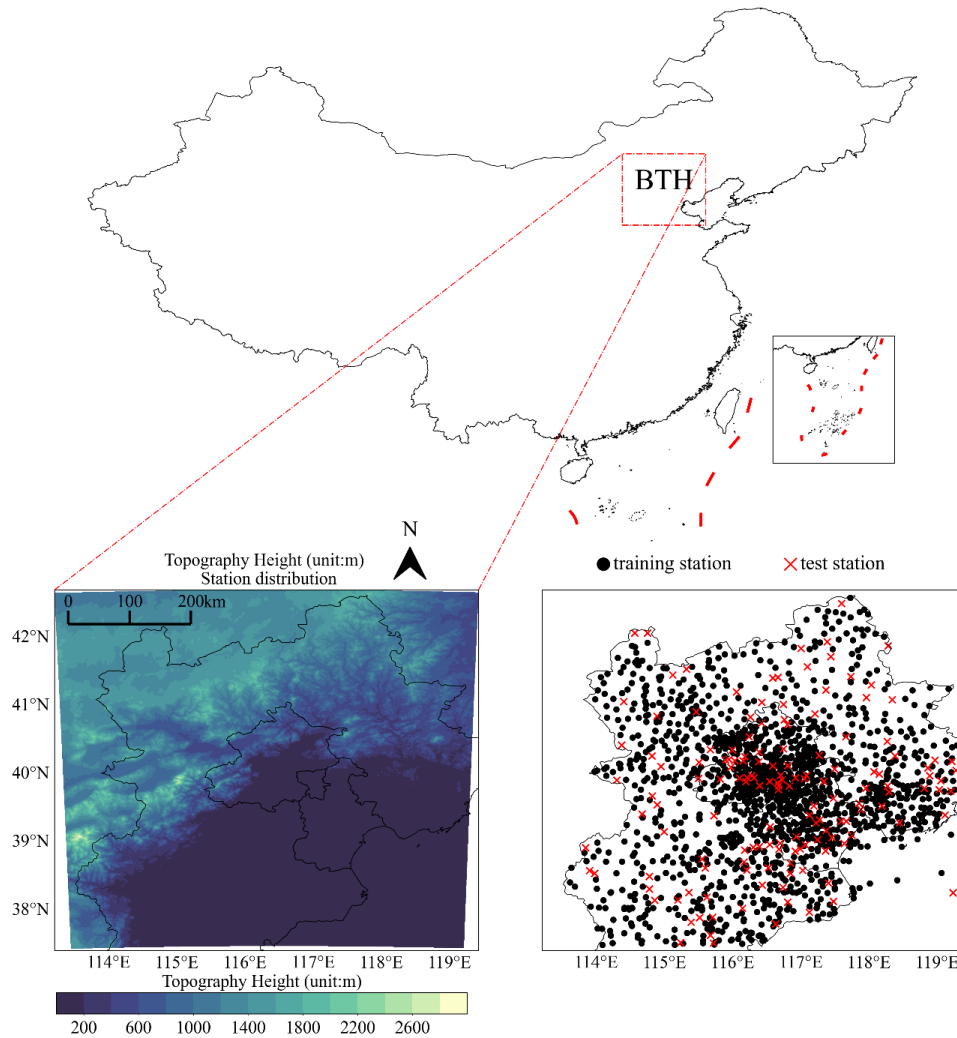 BTH
N
Topography Height (unit:m)
Station distribution
0 100 200km
training station test station
42°N
41°N
40°N
39°N
38°N
114°E 115°E 116°E 117°E 118°E 119°E
114°E 115°E 116°E 117°E 118°E 119°E
Topography Height (unit:m)
200 600 1000 1400 1800 2200 2600